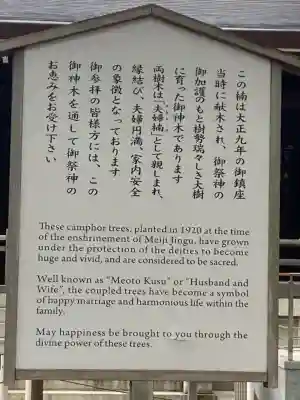 この楠は大正九年の御鎮座
当時に献木され、御祭神の
御加護のもと樹勢瑞々しき大樹
に育った御神木であります
両樹木は「夫婦楠」として親しまれ、
縁結び、夫婦円満、家内安全
の象徴となっております
御参拝の皆様方には、この
御神木を通して御祭神の
お恵みをお受け下さい
These camphor trees, planted in 1920 at the time
of the enshrinement of Meiji Jingu, have grown
under the protection of the deities to become
huge and vivid, and are considered to be sacred.
Well known as "Meoto Kusu" or "Husband and
Wife", the coupled trees have become a symbol
of happy marriage and harmonious life within the
family.
May happiness be brought to you through the
divine power of these trees.